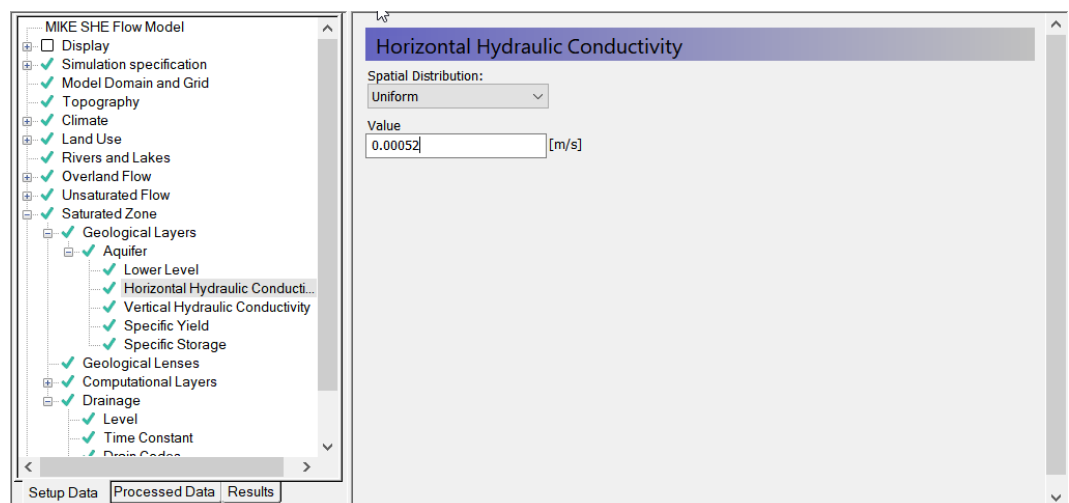 MIKE SHE Flow Model
Display
Simulation specification
Model Domain and Grid
Topography
Climate
Land Use
Rivers and Lakes
Overland Flow
Unsaturated Flow
Saturated Zone
Geological Layers
Aquifer
Lower Level
Horizontal Hydraulic Conducti...
Vertical Hydraulic Conductivity
Specific Yield
Specific Storage
Geological Lenses
Computational Layers
Drainage
Level
Time Constant
Drain Codes
Setup Data Processed Data Results
Horizontal Hydraulic Conductivity
Spatial Distribution:
Uniform
Value
0.00052 [m/s]